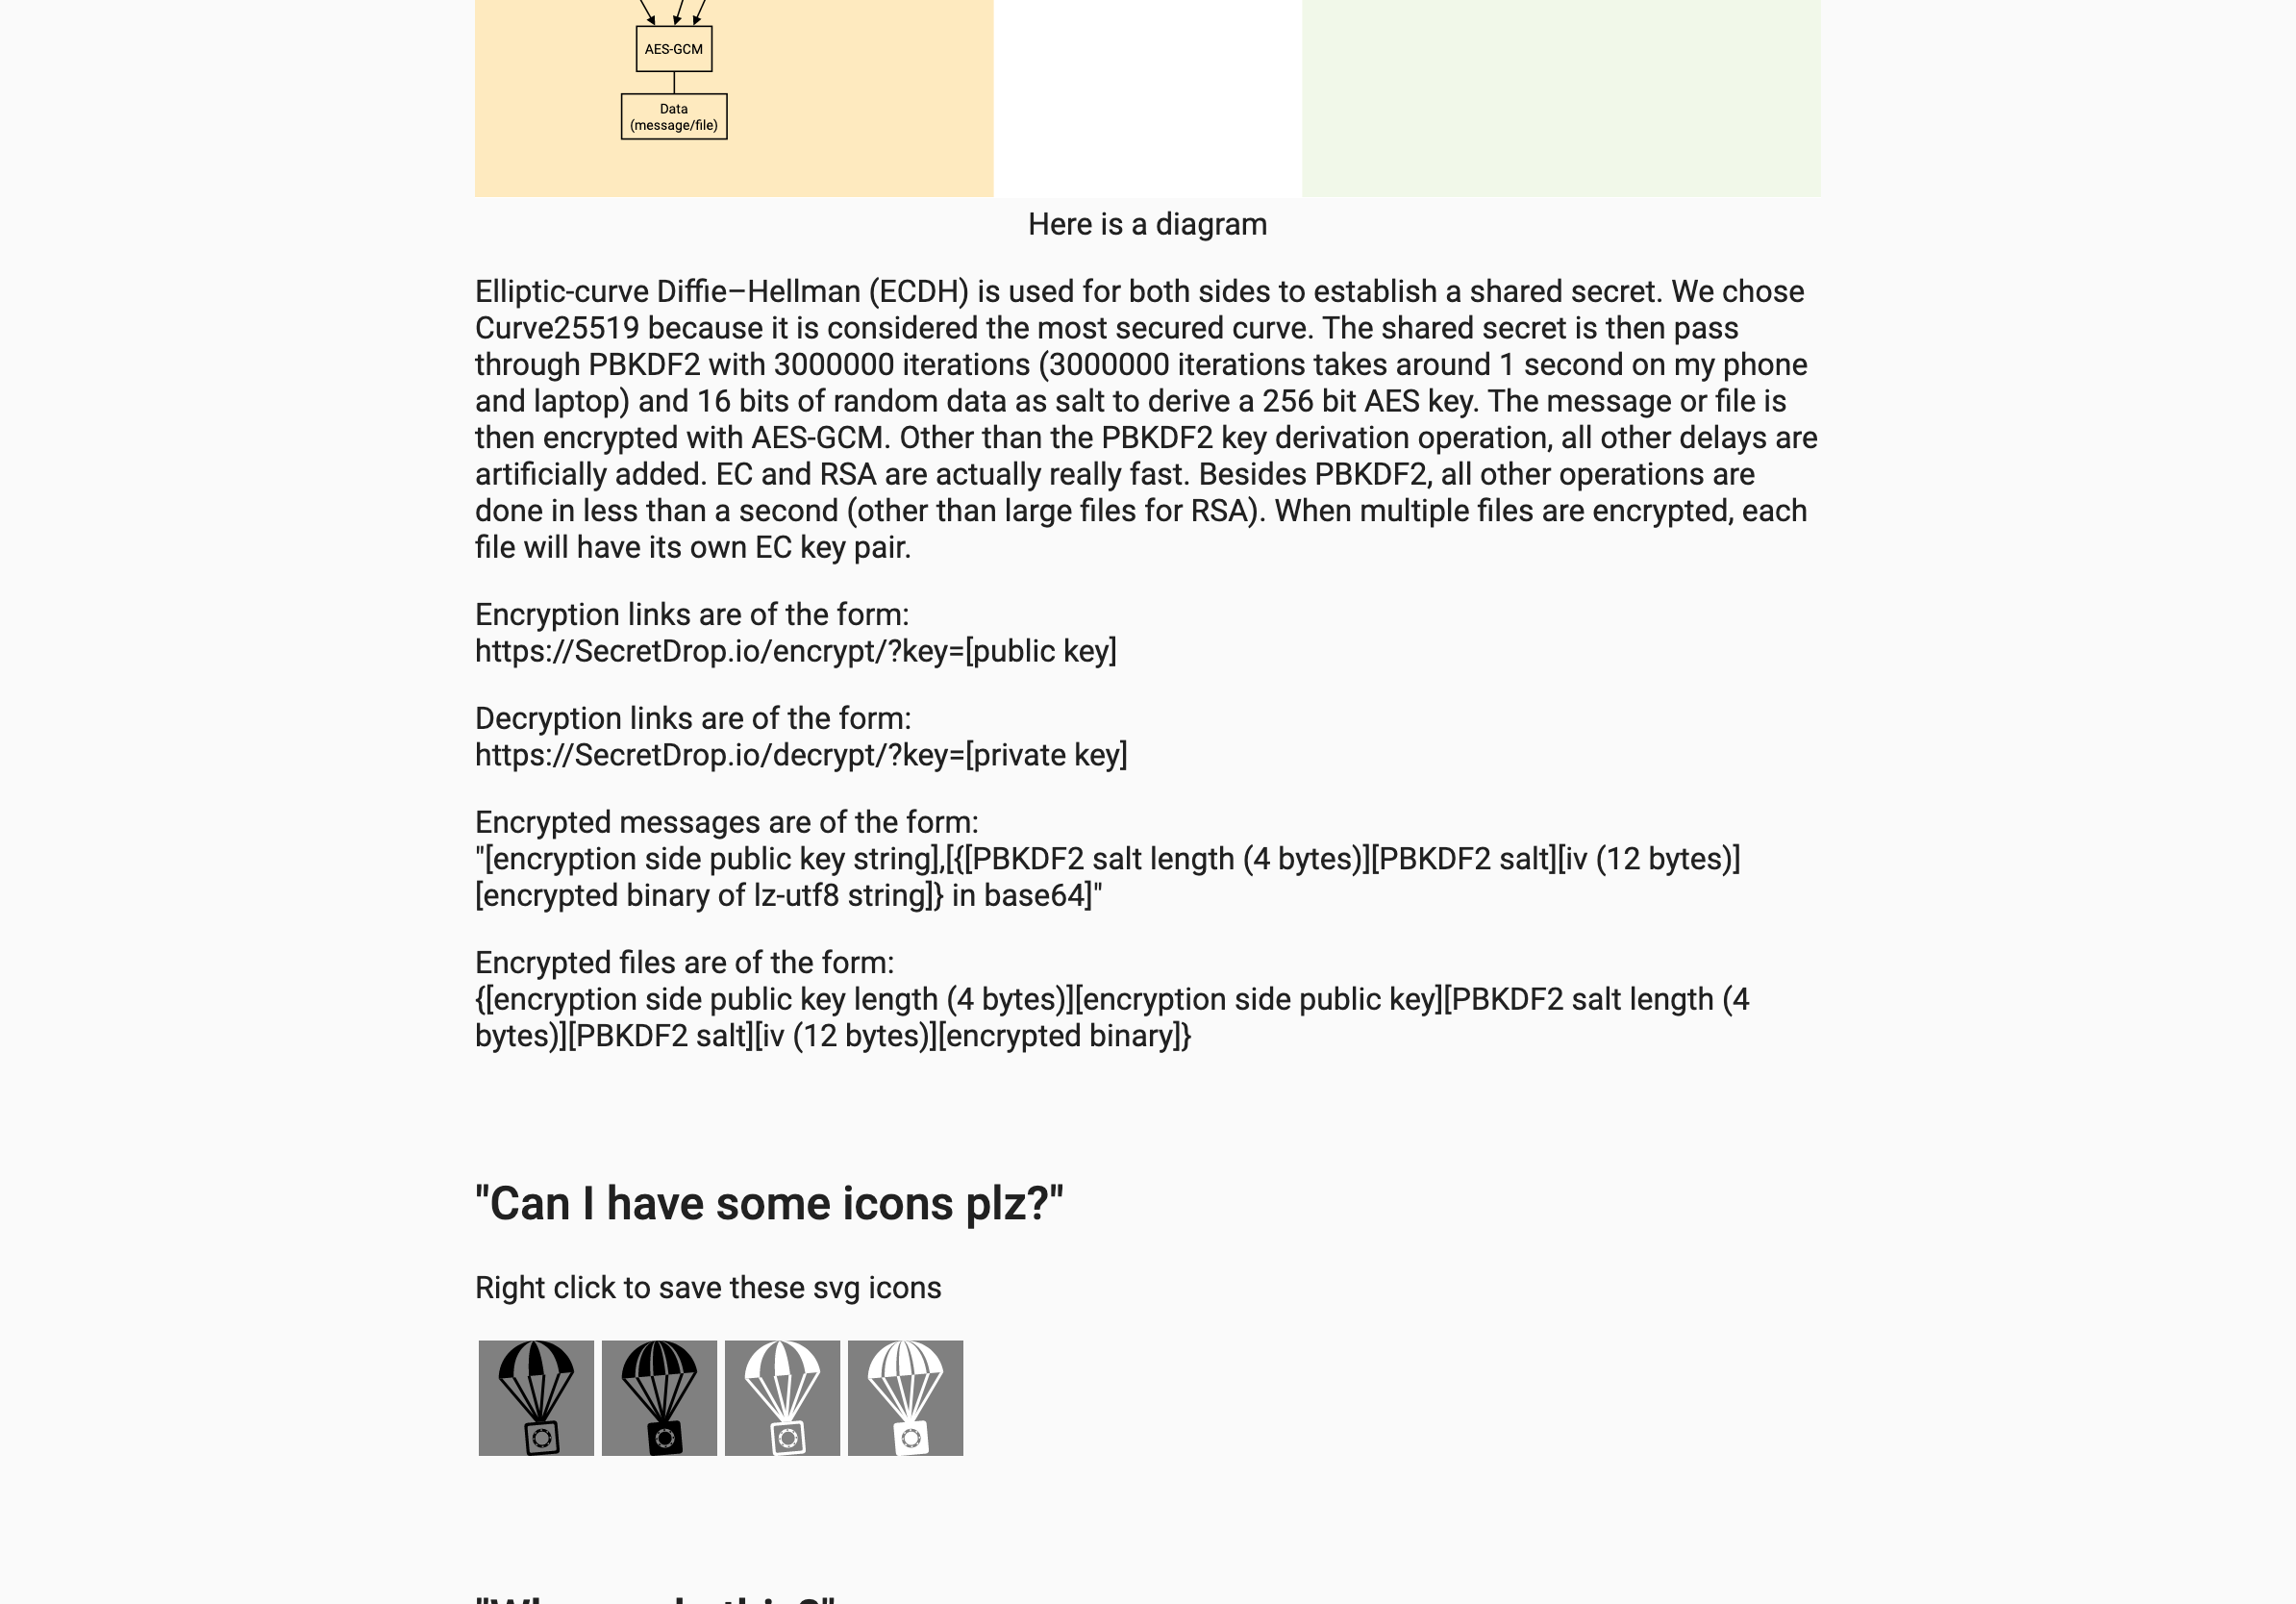 AES-GCM
Data
(message/file)
Here is a diagram
Elliptic-curve Diffie–Hellman (ECDH) is used for both sides to establish a shared secret. We chose
Curve25519 because it is considered the most secured curve. The shared secret is then pass
through PBKDF2 with 3000000 iterations (3000000 iterations takes around 1 second on my phone
and laptop) and 16 bits of random data as salt to derive a 256 bit AES key. The message or file is
then encrypted with AES-GCM. Other than the PBKDF2 key derivation operation, all other delays are
artificially added. EC and RSA are actually really fast. Besides PBKDF2, all other operations are
done in less than a second (other than large files for RSA). When multiple files are encrypted, each
file will have its own EC key pair.
Encryption links are of the form:
https://SecretDrop.io/encrypt/?key=[public key]
Decryption links are of the form:
https://SecretDrop.io/decrypt/?key=[private key]
Encrypted messages are of the form:
"[encryption side public key string],[{[PBKDF2 salt length (4 bytes)][PBKDF2 salt][iv (12 bytes)]
[encrypted binary of lz-utf8 string]} in base64]"
Encrypted files are of the form:
{[encryption side public key length (4 bytes)][encryption side public key][PBKDF2 salt length (4
bytes)][PBKDF2 salt][iv (12 bytes)][encrypted binary]}
"Can I have some icons plz?"
Right click to save these svg icons